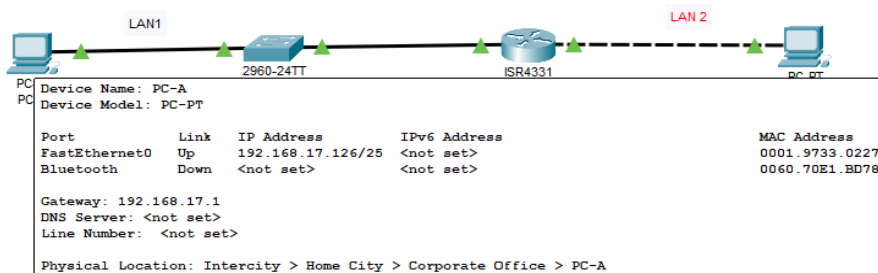 LAN1
LAN 2
2960-24TT
ISR4331
PC
PC
Device Name: PC-A
Device Model: PC-PT
Port Link IP Address IPv6 Address MAC Address
FastEthernet0 Up 192.168.17.126/25 <not set> 0001.9733.0227
Bluetooth Down <not set> <not set> 0060.70E1.BD78
Gateway: 192.168.17.1
DNS Server: <not set>
Line Number: <not set>
Physical Location: Intercity > Home City > Corporate Office > PC-A